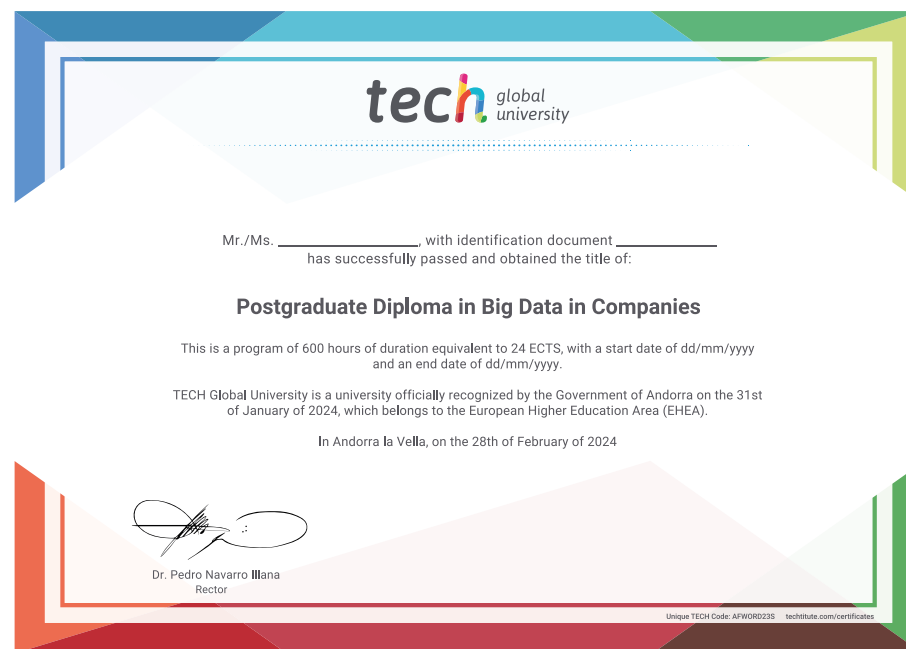 tech global university
Mr./Ms. ____________, with identification document ____________
has successfully passed and obtained the title of:
Postgraduate Diploma in Big Data in Companies
This is a program of 600 hours of duration equivalent to 24 ECTS, with a start date of dd/mm/yyyy
and an end date of dd/mm/yyyy.
TECH Global University is a university officially recognized by the Government of Andorra on the 31st
of January of 2024, which belongs to the European Higher Education Area (EHEA).
In Andorra la Vella, on the 28th of February of 2024
Dr. Pedro Navarro Illana
Rector
Unique TECH Code: AFWORD23S techtitute.com/certificates